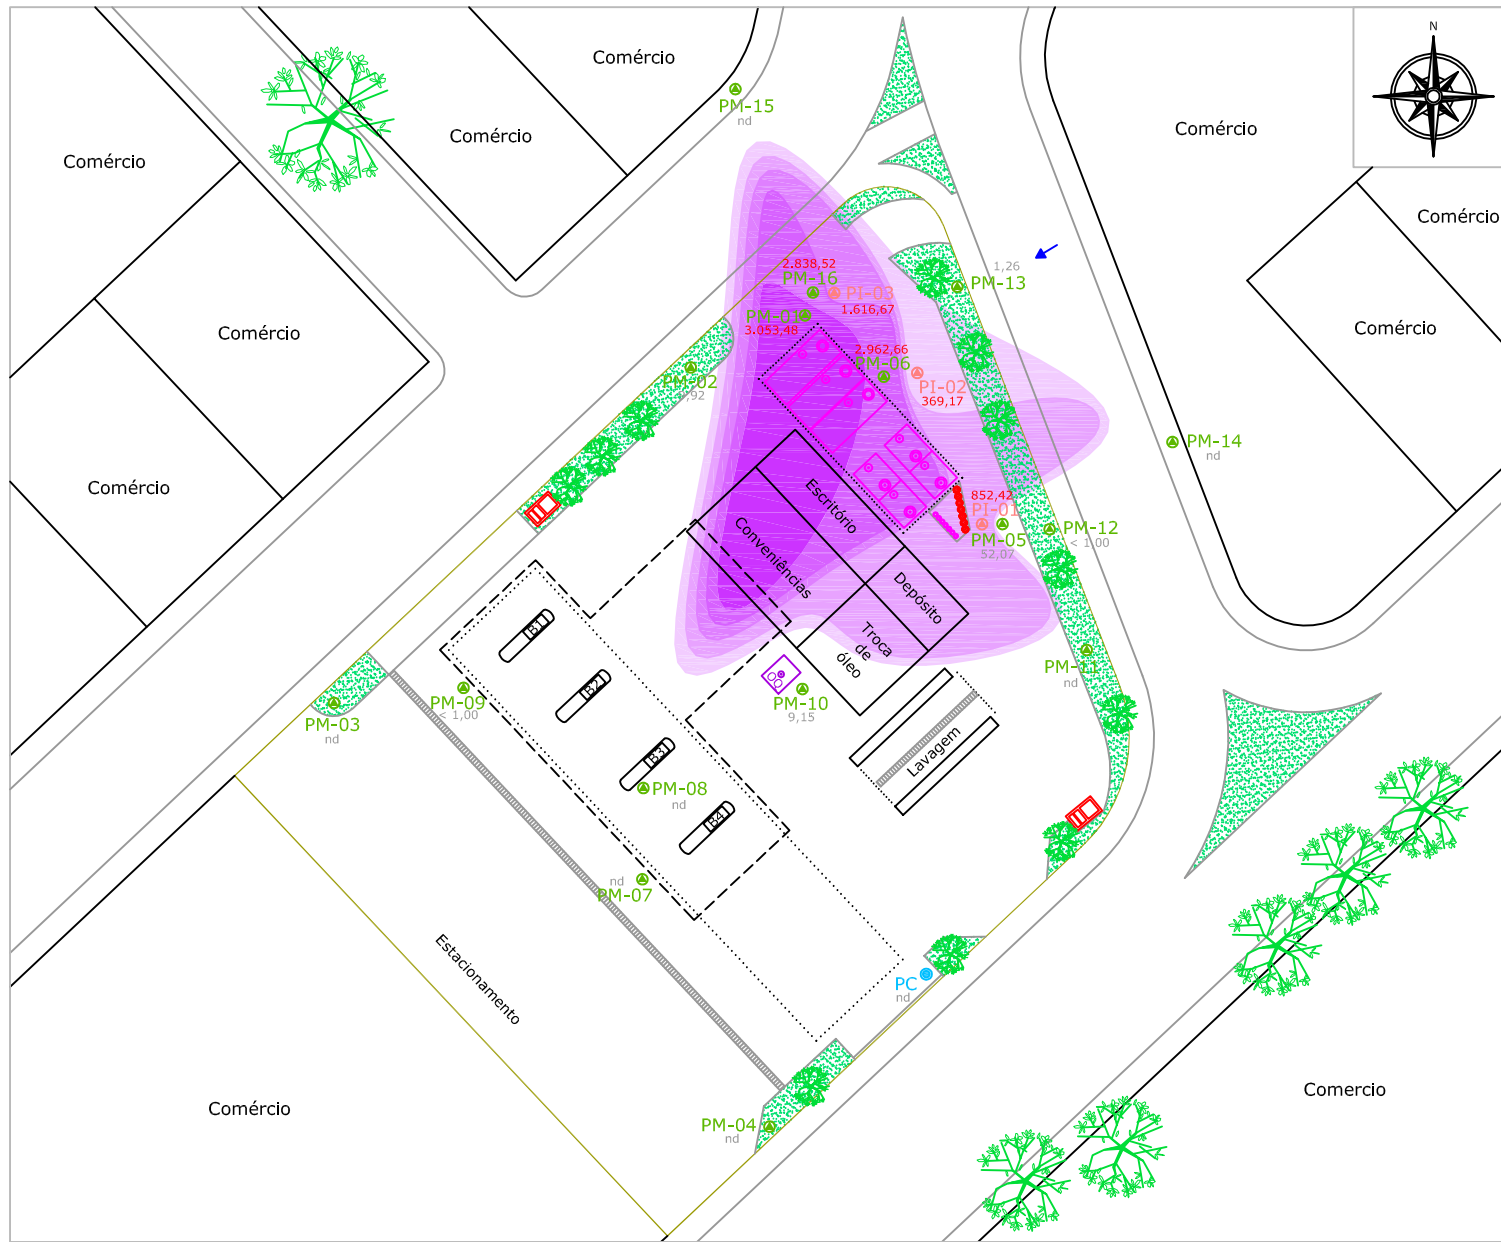 N
Comércio
PM-15
nd
Comércio
Comércio
Comércio
Comércio
1,26
PM-13
2.838,52
PM-16
PI-03
1.616,67
PM-01
3.053,48
Comércio
Comércio
2.962,66
PM-06
PI-02
369,17
PM-02
,92
PM-14
nd
Comércio
Escritório
Conveniências
852,42
PI-01
PM-05
52,07
PM-12
< 1,00
Depósito
Troca
de
óleo
B1
B2
B3
B4
PM-11
nd
OQ
PM-10
9,15
PM-09
< 1,00
PM-03
nd
Lavagem
PM-08
nd
nd
PM-07
Estacionamento
PC
nd
Comércio
Comercio
PM-04
nd